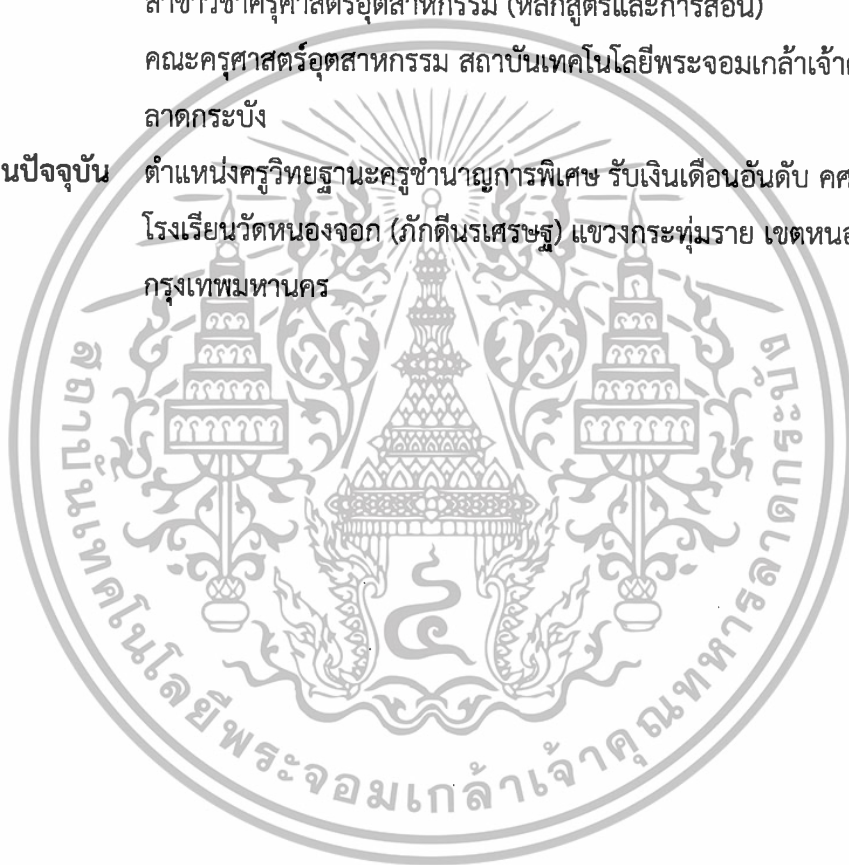 สาขาวิชาครุศาสตร์อุตสาหกรรม (หลักสูตรและการสอน)
คณะครุศาสตร์อุตสาหกรรม สถาบันเทคโนโลยีพระจอมเกล้าเจ้า
ลาดกระบัง
นปัจจุบัน ตำแหน่งครูวิทยฐานะครูชำนาญการพิเศษ รับเงินเดือนอันดับ คศ
โรงเรียนวัดหนองจอก (ภักดีนรเศรษฐ) แขวงกระทุ่มราย เขตหนอ
กรุงเทพมหานคร
สถาบันเทคโนโลยีพระจอมเกล้าเจ้าคุณทหารลาดกระบัง
๔